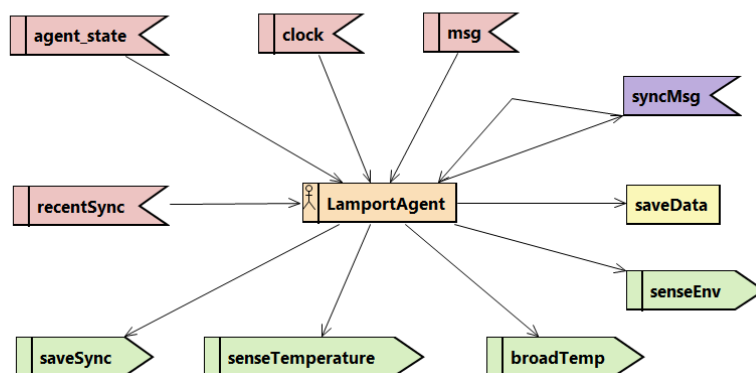 agent_state
clock
msg
syncMsg
recentSync
LamportAgent
saveData
senseEnv
saveSync
senseTemperature
broadTemp